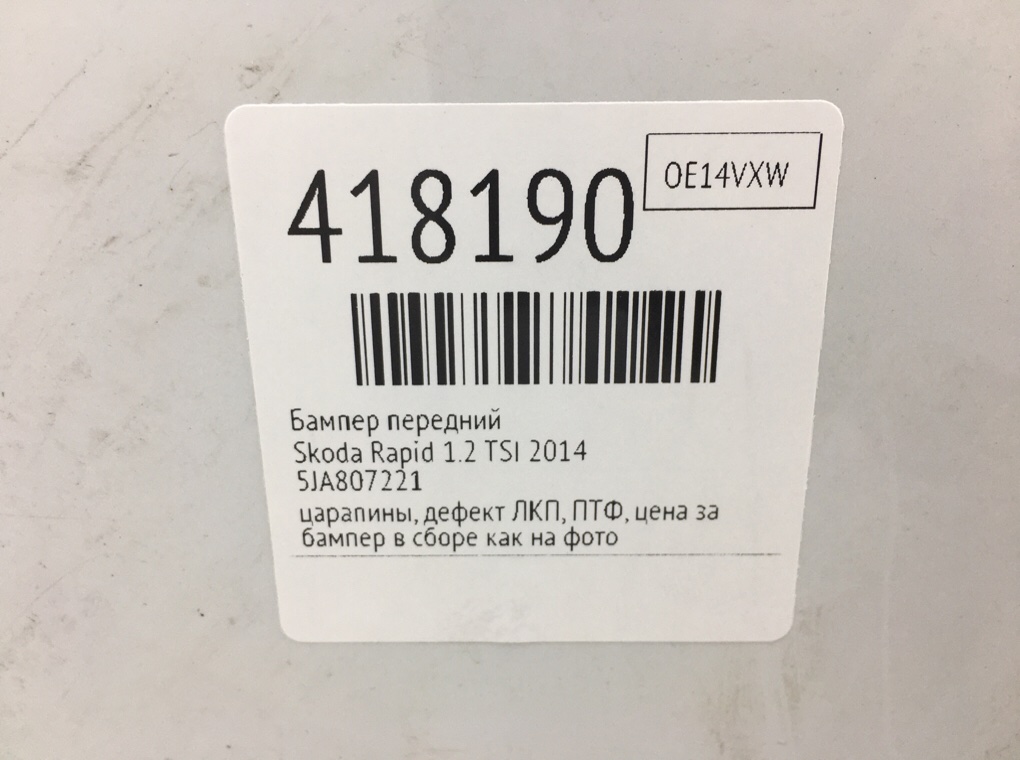 418190
OE14VXW
Бампер передний
Skoda Rapid 1.2 TSI 2014
5JA807221
царапины, дефект ЛКП, ПТФ, цена за
бампер в сборе как на фото